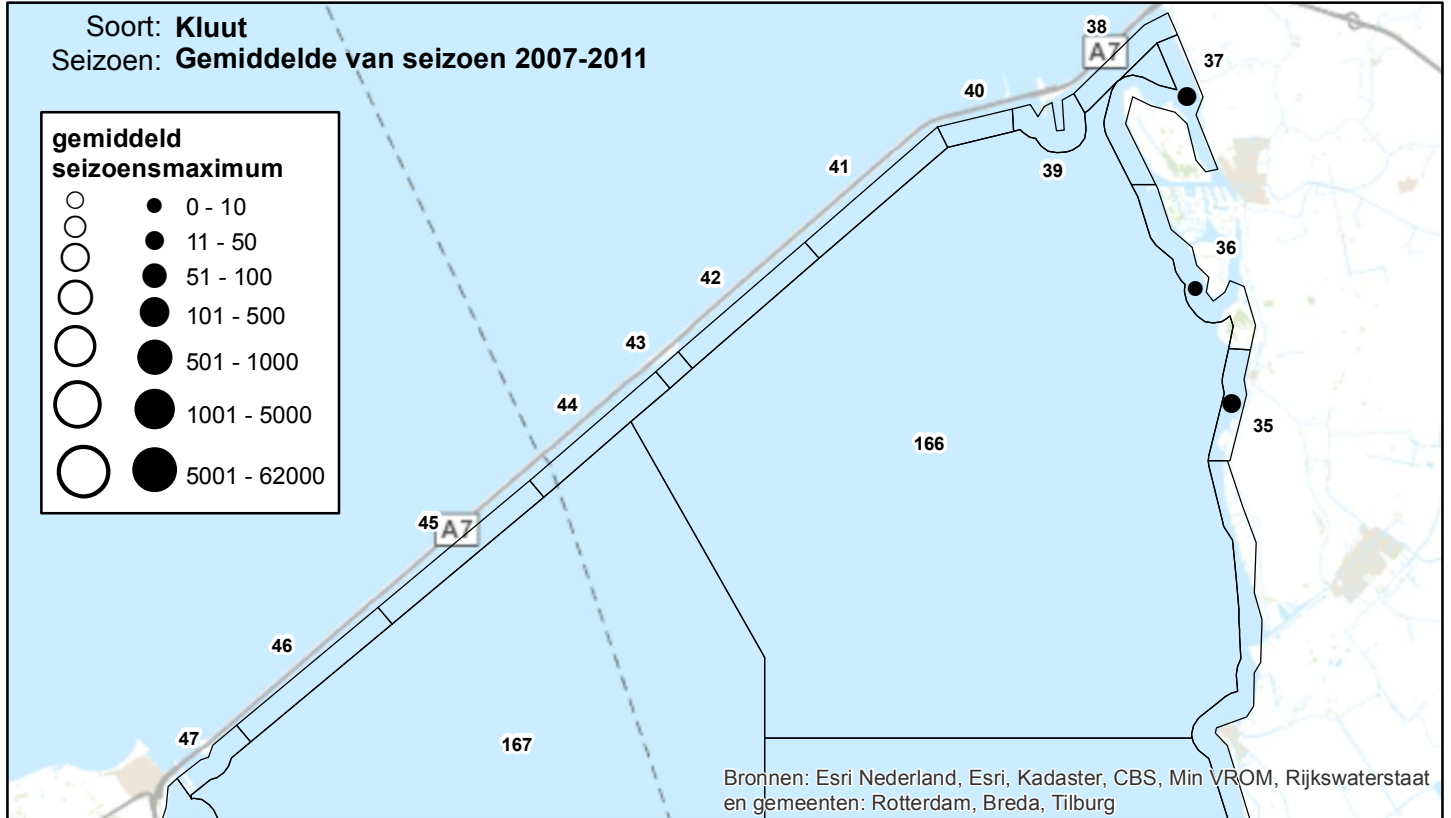 Soort: Kluut
Seizoen: Gemiddelde van seizoen 2007-2011
gemiddeld
seizoensmaximum
0 - 10
11 - 50
51 - 100
101 - 500
501 - 1000
1001 - 5000
5001 - 62000
38
A7
37
40
41
39
36
42
43
44
35
166
45
A7
46
47
167
Bronnen: Esri Nederland, Esri, Kadaster, CBS, Min VROM, Rijkswaterstaat
en gemeenten: Rotterdam, Breda, Tilburg